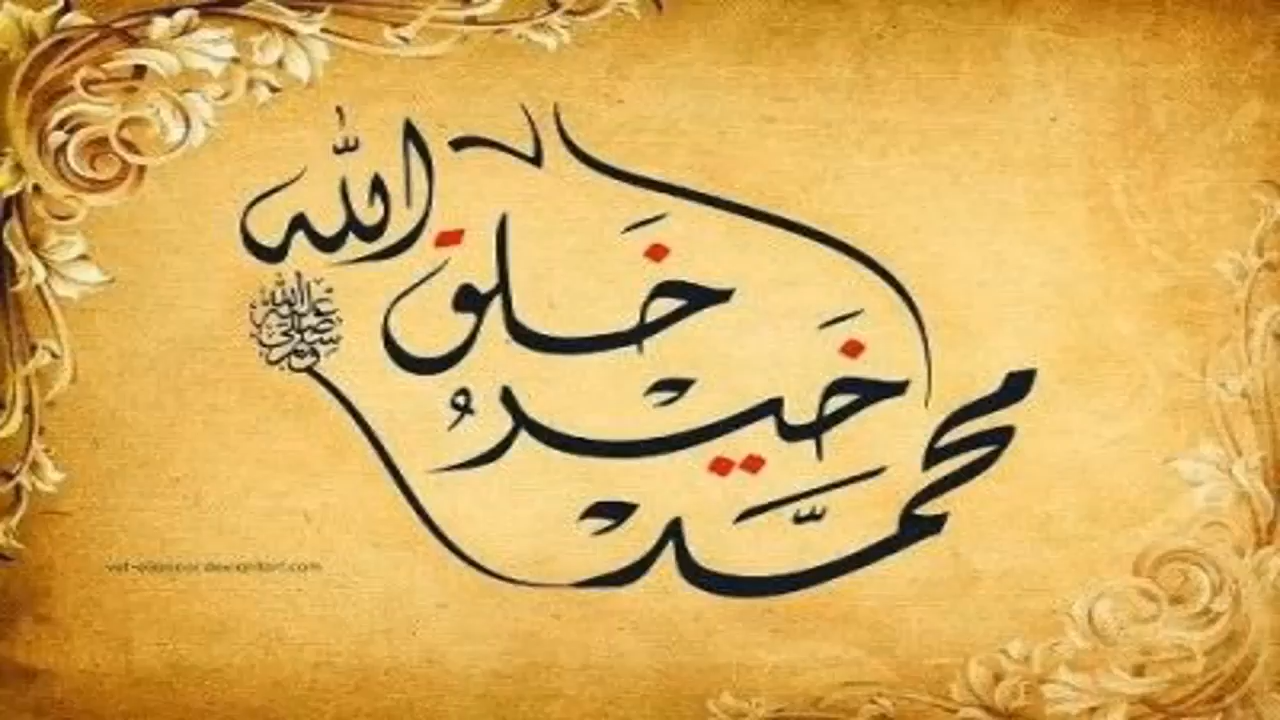 محمد
خيرُ
خلق
الله
صلى الله عليه وسلم